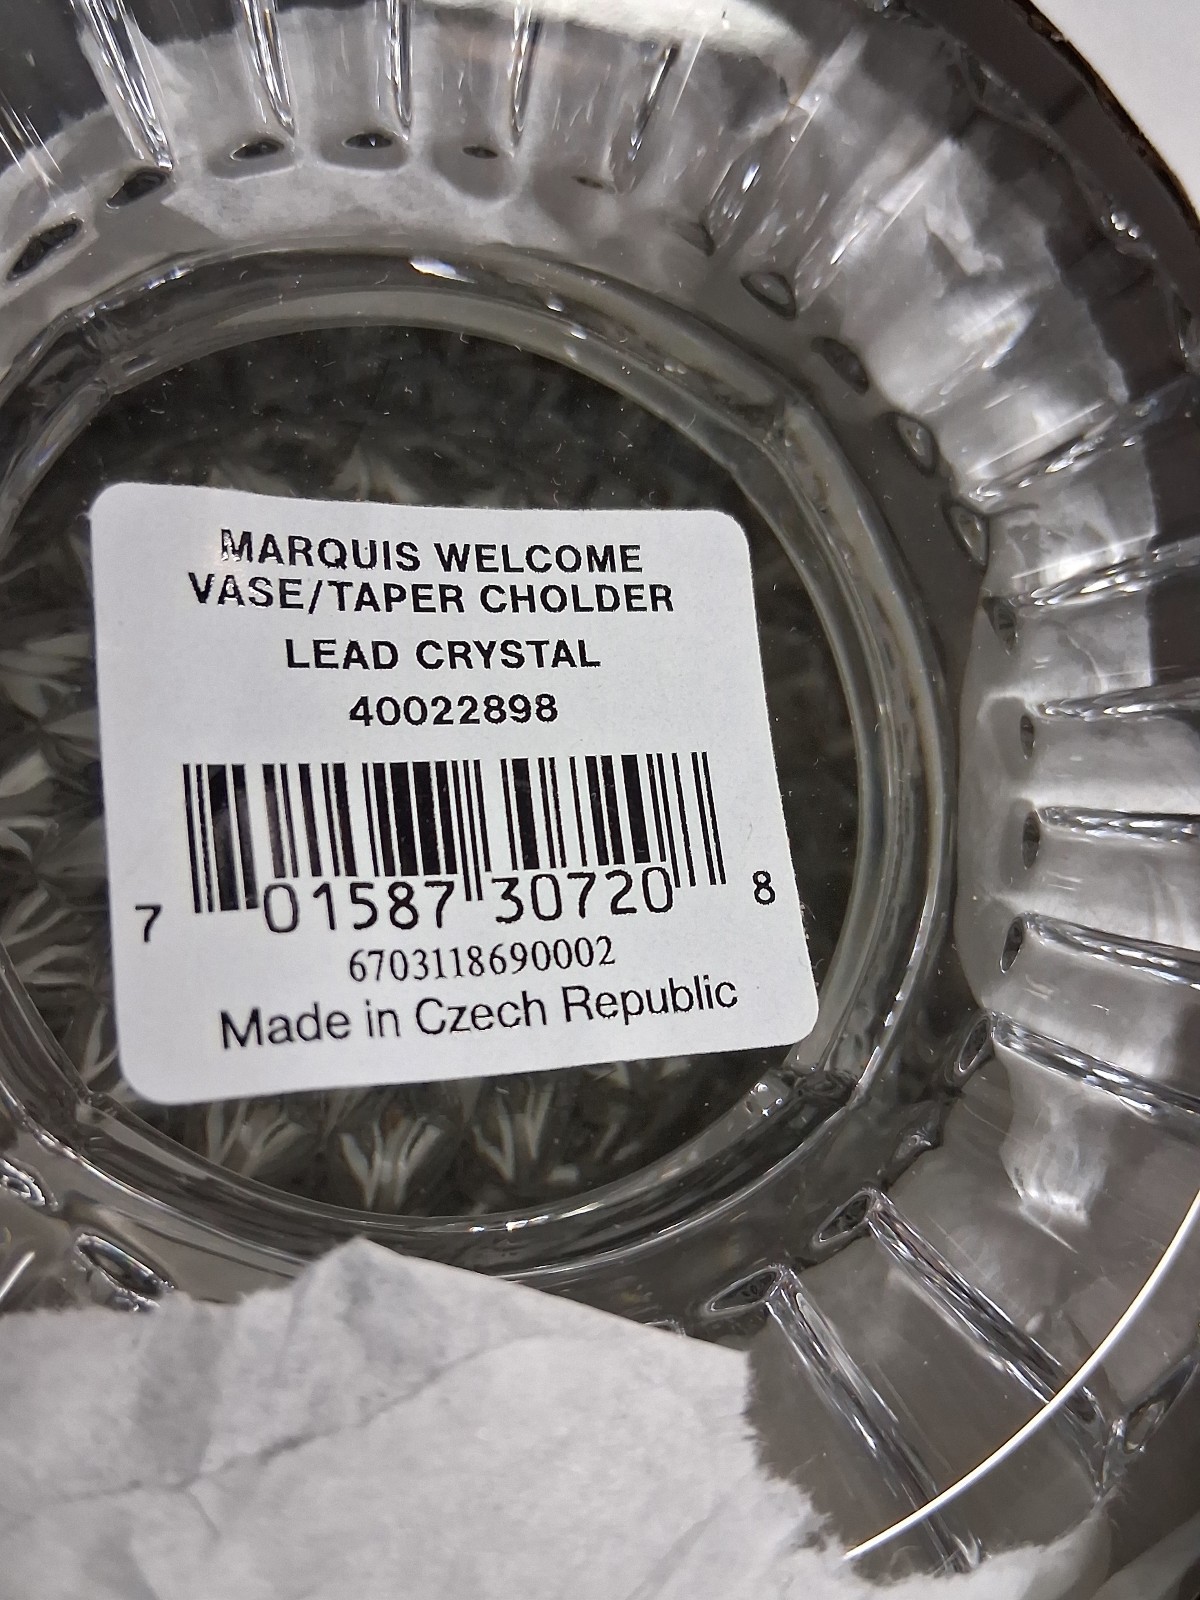 MARQUIS WELCOME
VASE/TAPER CHOLDER
LEAD CRYSTAL
40022898
7 01587 30720 8
6703118690002
Made in Czech Republic